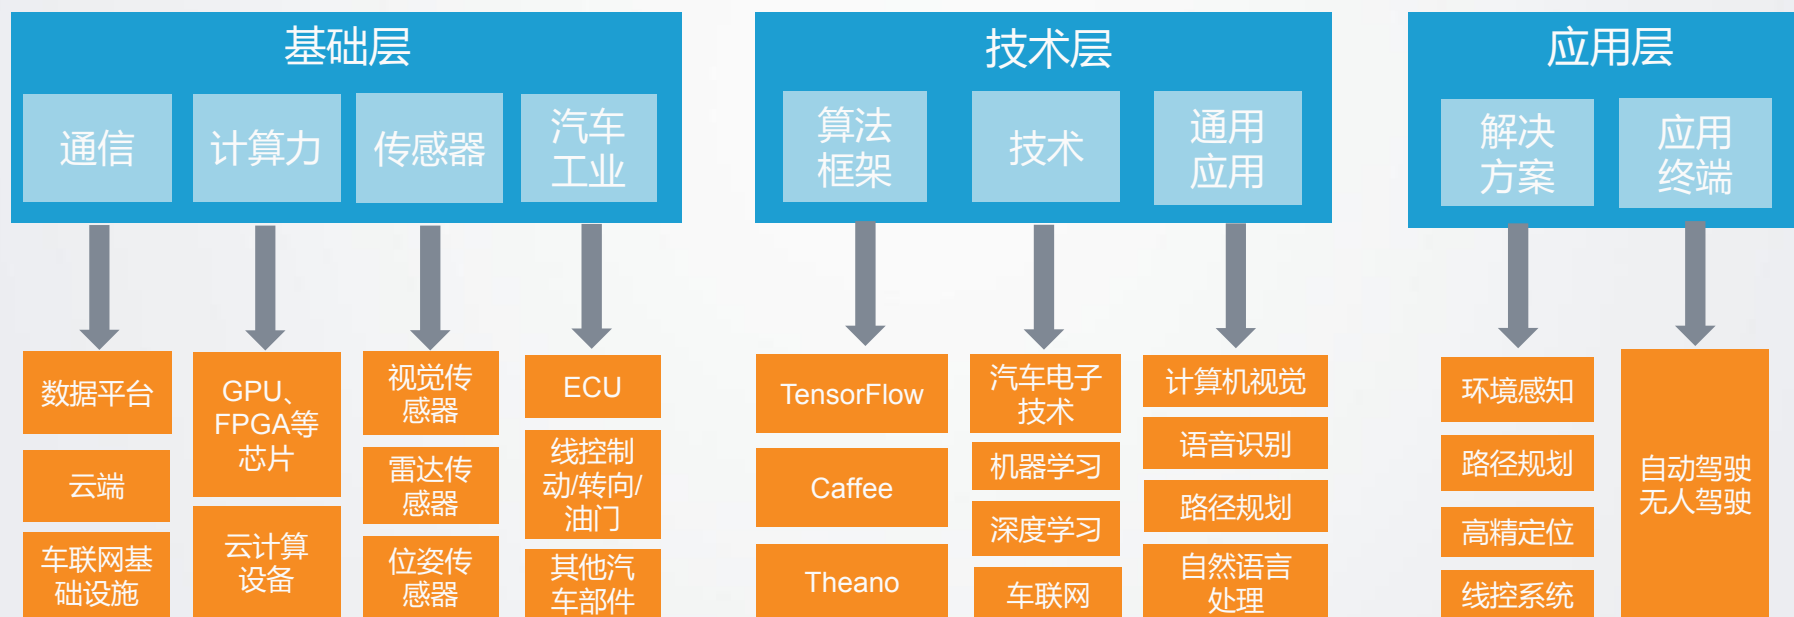 基础层
通信
计算力
传感器
汽车
工业
数据平台
云端
车联网基
础设施
GPU、
FPGA等
芯片
云计算
设备
视觉传
感器
雷达传
感器
位姿传
感器
ECU
线控制
动/转向/
油门
其他汽
车部件
技术层
算法
框架
技术
通用
应用
TensorFlow
Caffee
Theano
汽车电子
技术
机器学习
深度学习
车联网
计算机视觉
语音识别
路径规划
自然语言
处理
应用层
解决
方案
应用
终端
环境感知
路径规划
高精定位
线控系统
自动驾驶
无人驾驶